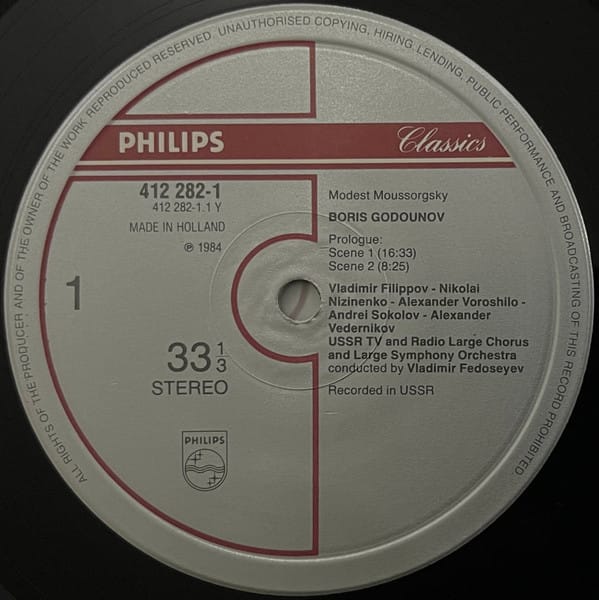 ALL RIGHTS OF THE PRODUCER AND OF THE OWNER OF THE WORK REPRODUCED RESERVED. UNAUTHORISED COPYING, HIRING, LENDING, PUBLIC PERFORMANCE AND BROADCASTING OF THIS RECORD PROHIBITED
PHILIPS Classics
412 282-1
412 282-1.1 Y
MADE IN HOLLAND
℗ 1984
1
33 1/3
STEREO
PHILIPS
Modest Moussorgsky
BORIS GODOUNOV
Prologue:
Scene 1 (16:33)
Scene 2 (8:25)
Vladimir Filippov - Nikolai
Nizinenko - Alexander Voroshilo -
Andrei Sokolov - Alexander
Vedernikov
USSR TV and Radio Large Chorus
and Large Symphony Orchestra
conducted by Vladimir Fedoseyev
Recorded in USSR